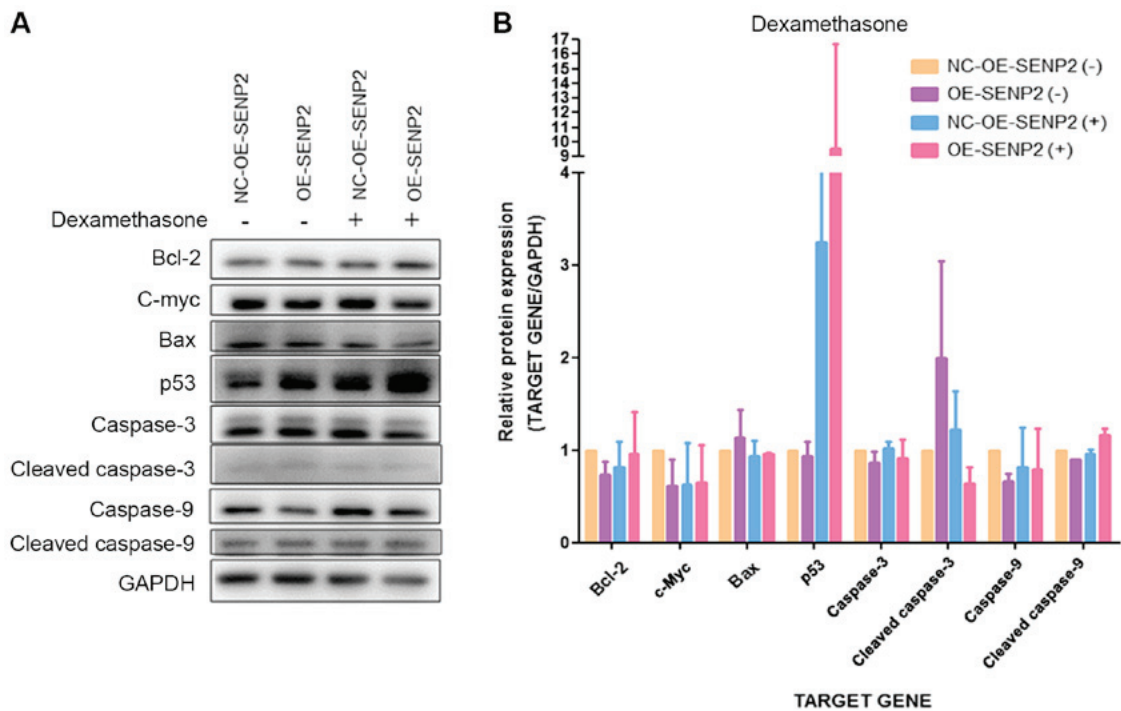 A
NC-OE-SENP2
OE-SENP2
NC-OE-SENP2
OE-SENP2
Dexamethasone - - + +
Bcl-2
C-myc
Bax
p53
Caspase-3
Cleaved caspase-3
Caspase-9
Cleaved caspase-9
GAPDH
B
Dexamethasone
NC-OE-SENP2 (-)
OE-SENP2 (-)
NC-OE-SENP2 (+)
OE-SENP2 (+)
Relative protein expression
(TARGET GENE/GAPDH)
17
16
15
14
13
12
11
10
9
4
3
2
1
0
Bcl-2
c-Myc
Bax
p53
Caspase-3
Cleaved caspase-3
Caspase-9
Cleaved caspase-9
TARGET GENE